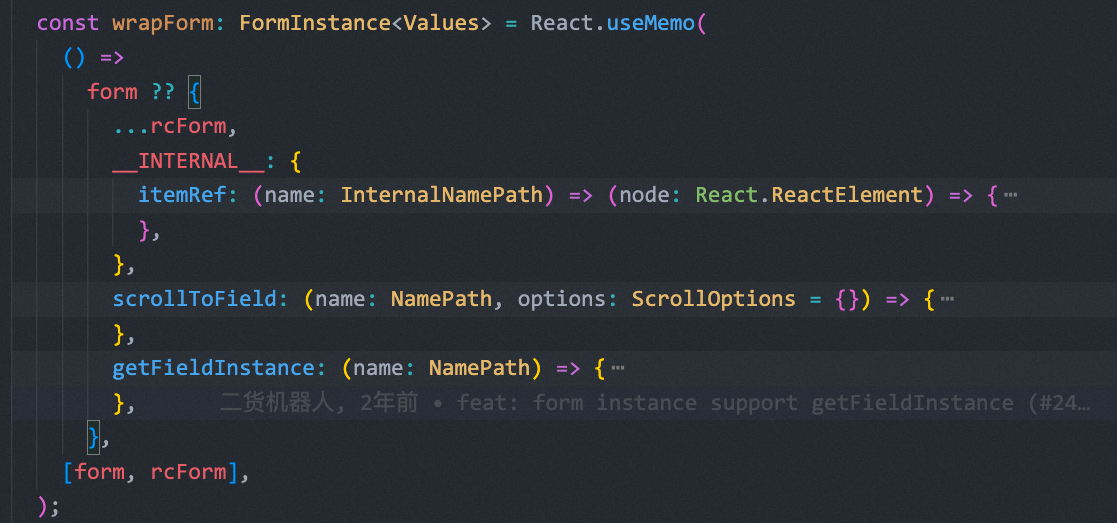 const wrapForm: FormInstance<Values> = React.useMemo(
() =>
form ?? {
...rcForm,
__INTERNAL__: {
itemRef: (name: InternalNamePath) => (node: React.ReactElement) => {⋯
},
},
scrollToField: (name: NamePath, options: ScrollOptions = {}) => {⋯
},
getFieldInstance: (name: NamePath) => {⋯
}, 二货机器人, 2年前 • feat: form instance support getFieldInstance (#24…
},
[form, rcForm],
);